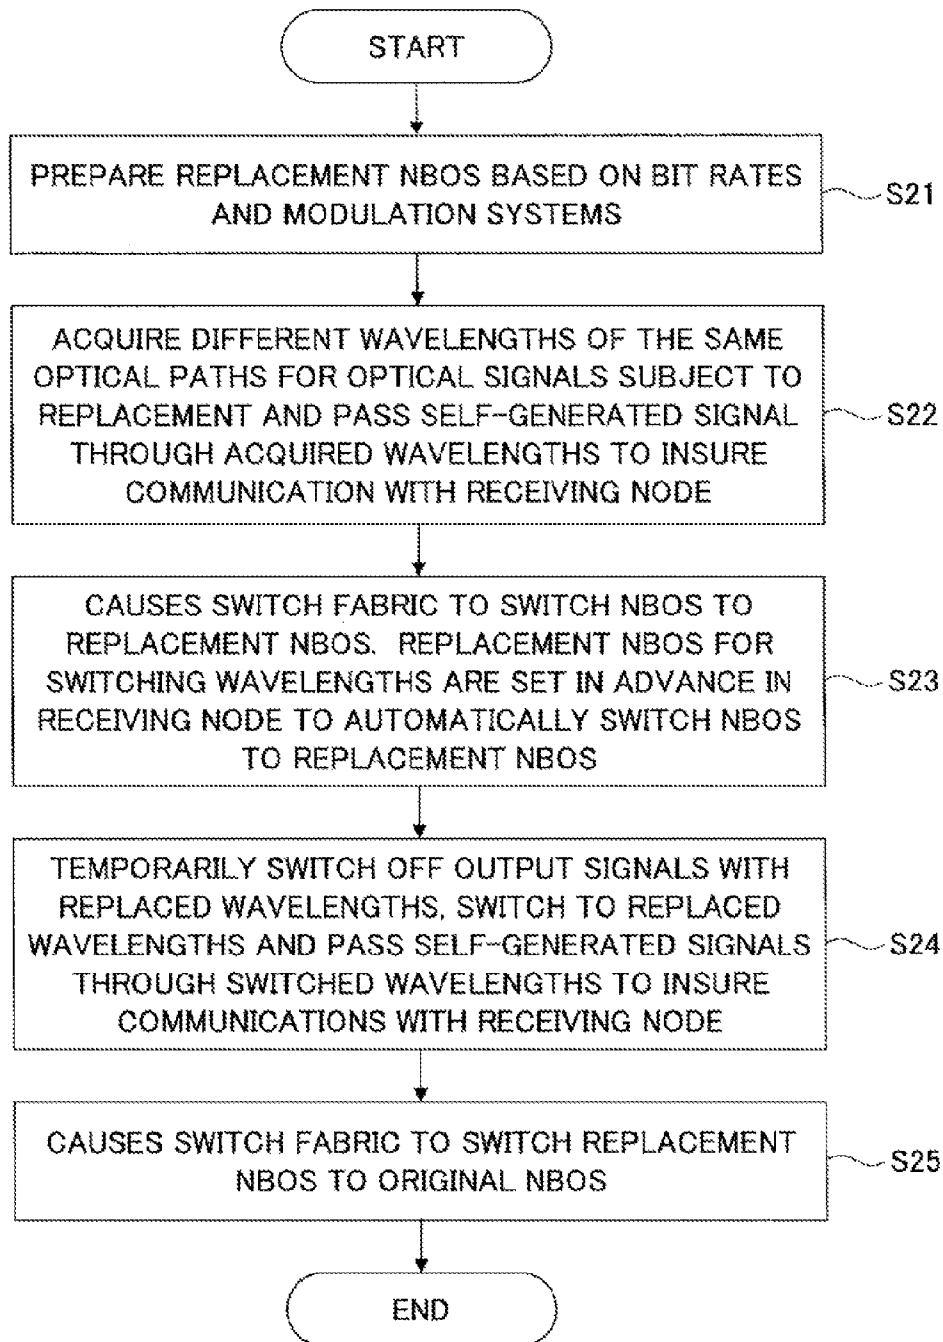 START
PREPARE REPLACEMENT NBOS BASED ON BIT RATES
AND MODULATION SYSTEMS
S21
ACQUIRE DIFFERENT WAVELENGTHS OF THE SAME
OPTICAL PATHS FOR OPTICAL SIGNALS SUBJECT TO
REPLACEMENT AND PASS SELF-GENERATED SIGNAL
THROUGH ACQUIRED WAVELENGTHS TO INSURE
COMMUNICATION WITH RECEIVING NODE
S22
CAUSES SWITCH FABRIC TO SWITCH NBOS TO
REPLACEMENT NBOS. REPLACEMENT NBOS FOR
SWITCHING WAVELENGTHS ARE SET IN ADVANCE IN
RECEIVING NODE TO AUTOMATICALLY SWITCH NBOS
TO REPLACEMENT NBOS
S23
TEMPORARILY SWITCH OFF OUTPUT SIGNALS WITH
REPLACED WAVELENGTHS, SWITCH TO REPLACED
WAVELENGTHS AND PASS SELF-GENERATED SIGNALS
THROUGH SWITCHED WAVELENGTHS TO INSURE
COMMUNICATIONS WITH RECEIVING NODE
S24
CAUSES SWITCH FABRIC TO SWITCH REPLACEMENT
NBOS TO ORIGINAL NBOS
S25
END